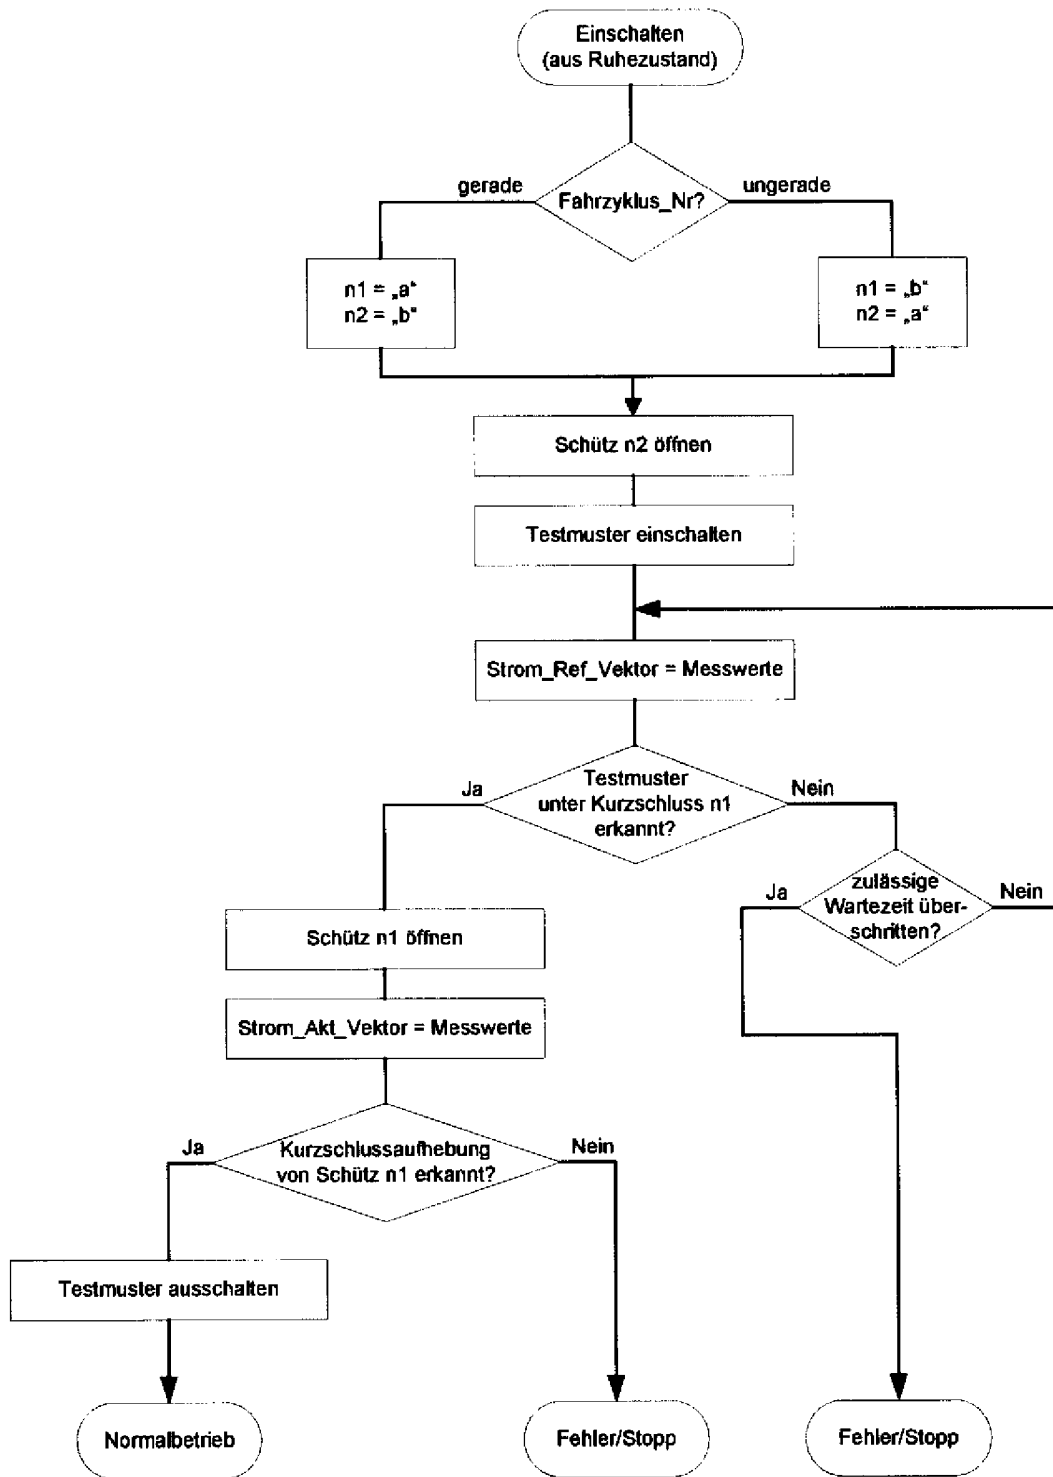 Einschalten
(aus Ruhezustand)
gerade
Fahrzyklus_Nr?
ungerade
n1 = „a“
n2 = „b“
n1 = „b“
n2 = „a“
Schütz n2 öffnen
Testmuster einschalten
Strom_Ref_Vektor = Messwerte
Ja
Testmuster
unter Kurzschluss n1
erkannt?
Nein
Ja
zulässige
Wartezeit über-
schritten?
Nein
Schütz n1 öffnen
Strom_Akt_Vektor = Messwerte
Ja
Kurzschlussaufhebung
von Schütz n1 erkannt?
Nein
Testmuster ausschalten
Normalbetrieb
Fehler/Stopp
Fehler/Stopp